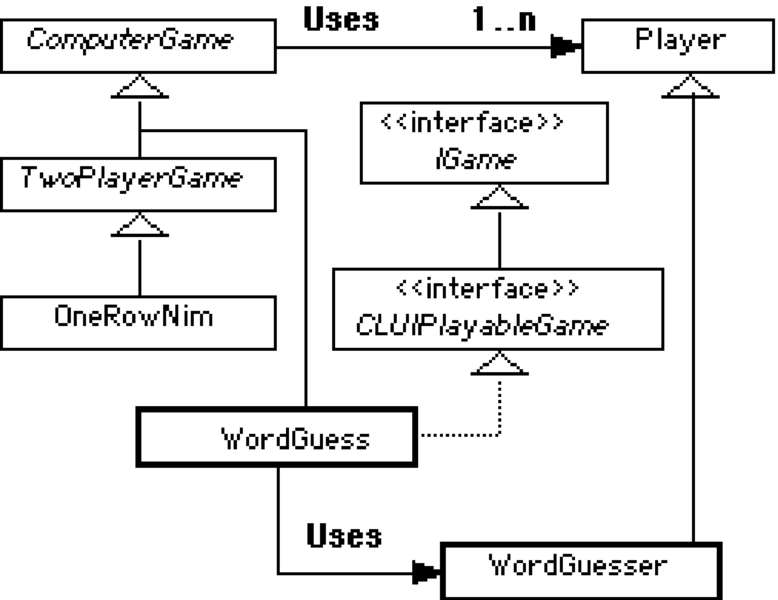 Uses 1..n
ComputerGame
Player
<<interface>>
IGame
TwoPlayerGame
<<interface>>
CLUIPlayableGame
OneRowNim
WordGuess
Uses
WordGuesser